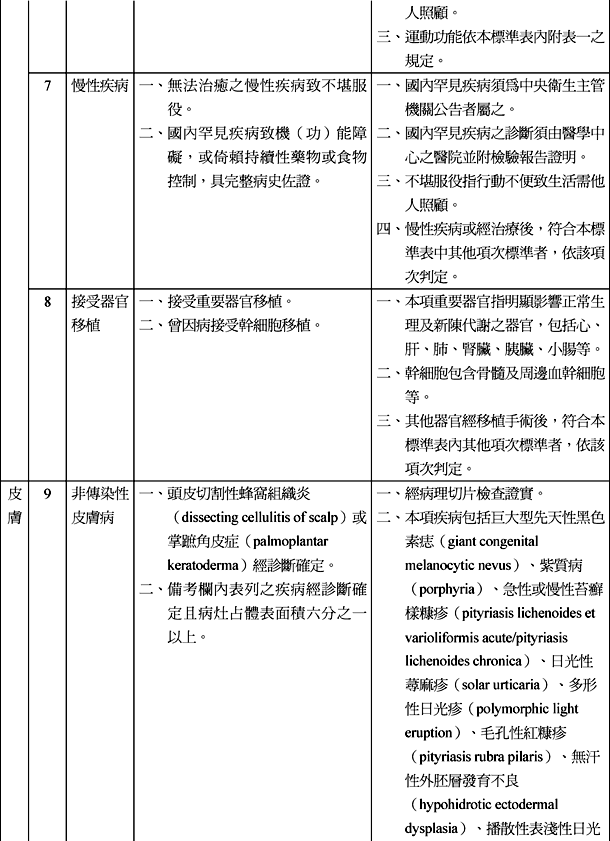 人照顧。
三、運動功能依本標準表內附表一之
規定。
7
慢性疾病
一、無法治癒之慢性疾病致不堪服
役。
二、國內罕見疾病致機（功）能障
礙，或倚賴持續性藥物或食物
控制，具完整病史佐證。
一、國內罕見疾病須為中央衛生主管
機關公告者屬之。
二、國內罕見疾病之診斷須由醫學中
心之醫院並附檢驗報告證明。
三、不堪服役指行動不便致生活需他
人照顧。
四、慢性疾病或經治療後，符合本標
準表中其他項次標準者，依該項
次判定。
8
接受器官
移植
一、接受重要器官移植。
二、曾因病接受幹細胞移植。
一、本項重要器官指明顯影響正常生
理及新陳代謝之器官，包括心、
肝、肺、腎臟、胰臟、小腸等。
二、幹細胞包含骨髓及周邊血幹細胞
等。
三、其他器官經移植手術後，符合本
標準表內其他項次標準者，依該
項次判定。
皮
膚
9
非傳染性
皮膚病
一、頭皮切割性蜂窩組織炎
（dissecting cellulitis of scalp）或
掌蹠角皮症（palmoplantar
keratoderma）經診斷確定。
二、備考欄內表列之疾病經診斷確
定且病灶占體表面積六分之一
以上。
一、經病理切片檢查證實。
二、本項疾病包括巨大型先天性黑色
素痣（giant congenital
melanocytic nevus）、紫質病
（porphyria）、急性或慢性苔癬
樣糠疹（pityriasis lichenoides et
varioliformis acute/pityriasis
lichenoides chronica）、日光性
蕁麻疹（solar urticaria）、多形
性日光疹（polymorphic light
eruption）、毛孔性紅糠疹
（pityriasis rubra pilaris）、無汗
性外胚層發育不良
（hypohidrotic ectodermal
dysplasia）、播散性表淺性日光